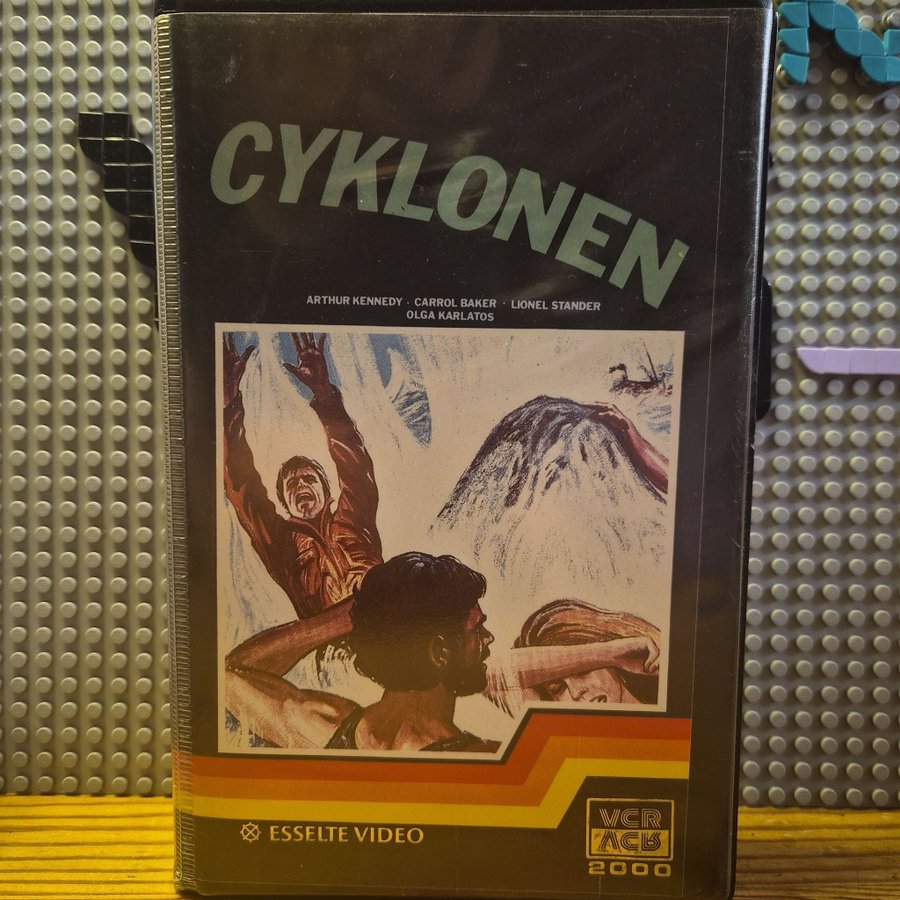 CYKLONEN
ARTHUR KENNEDY · CARROL BAKER · LIONEL STANDER
OLGA KARLATOS
ESSELTE VIDEO
VCR
VCR
2000